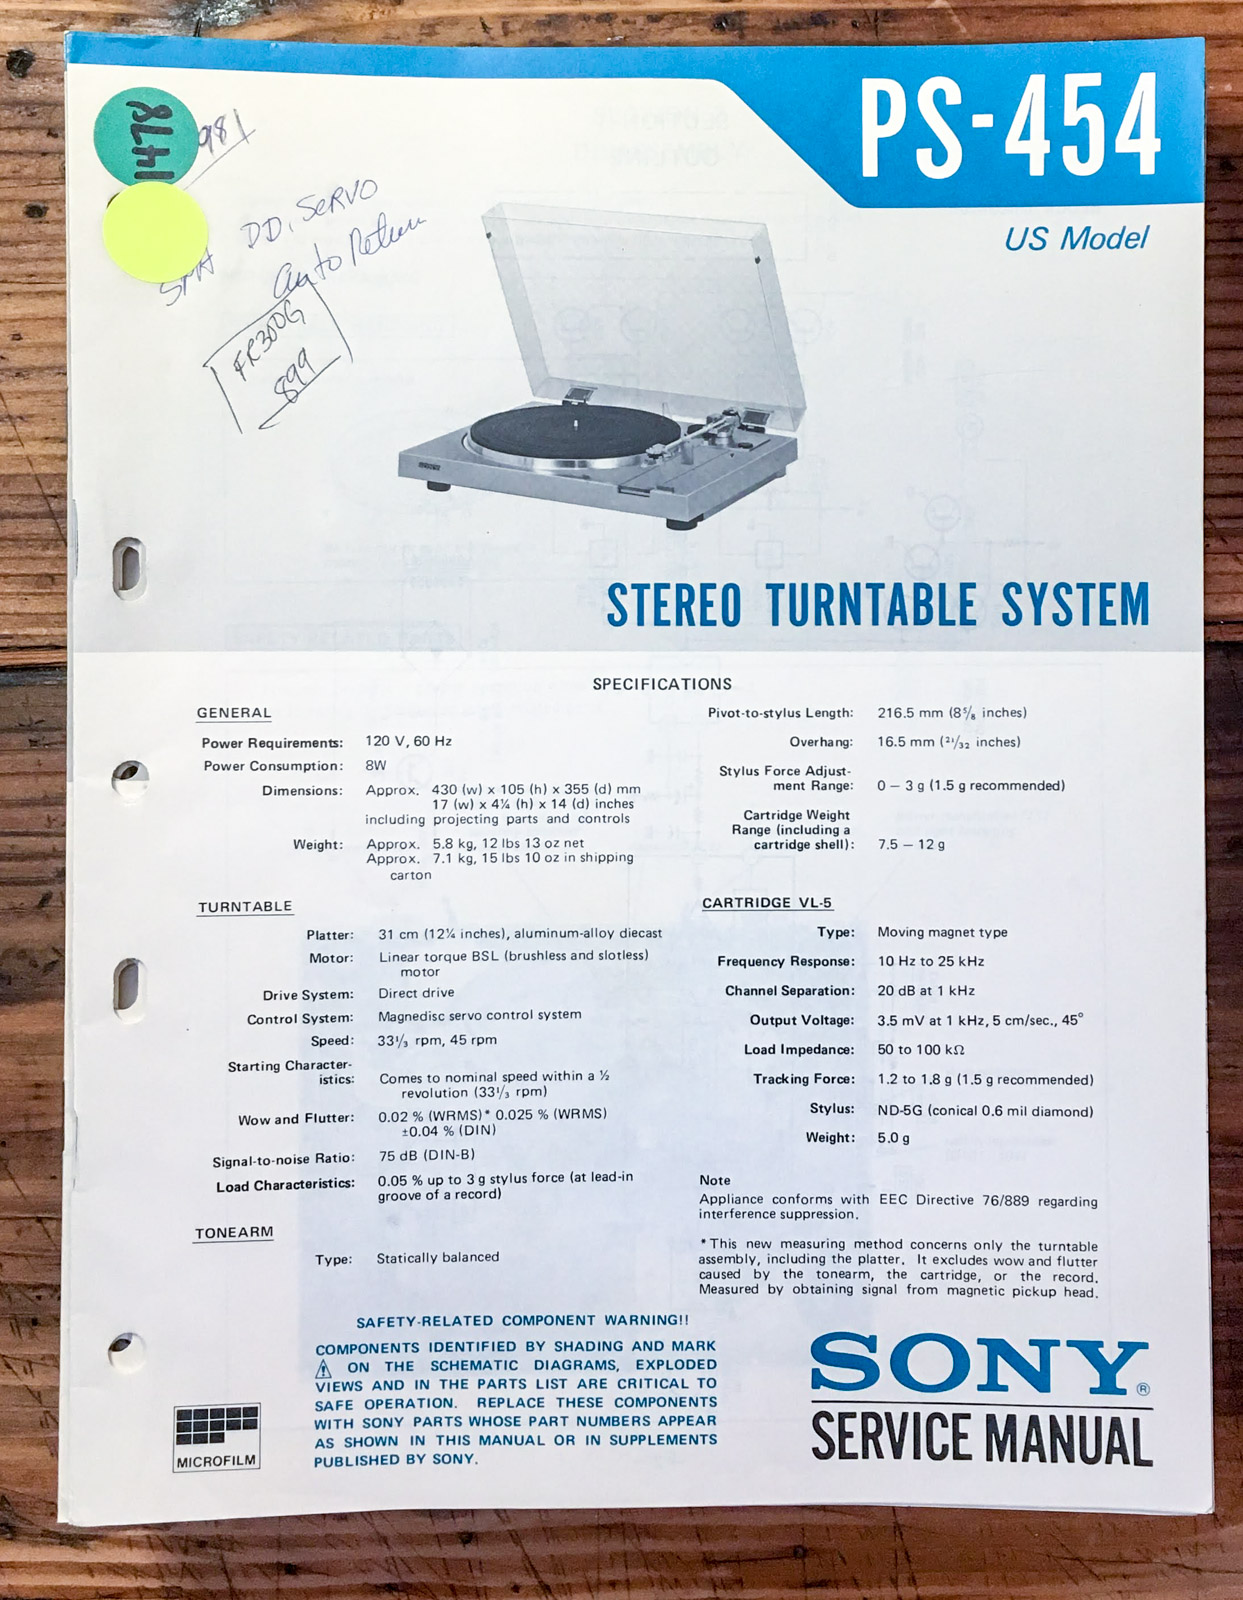 PS-454
US Model
1478
981
DD, SERVO
Auto Return
FR300G
899
SONY
STEREO TURNTABLE SYSTEM
SPECIFICATIONS
GENERAL
Power Requirements: 120 V, 60 Hz
Power Consumption: 8W
Dimensions: Approx. 430 (w) x 105 (h) x 355 (d) mm
17 (w) x 4¼ (h) x 14 (d) inches
including projecting parts and controls
Weight: Approx. 5.8 kg, 12 lbs 13 oz net
Approx. 7.1 kg, 15 lbs 10 oz in shipping
carton
TURNTABLE
Platter: 31 cm (12¼ inches), aluminum-alloy diecast
Motor: Linear torque BSL (brushless and slotless)
motor
Drive System: Direct drive
Control System: Magnedisc servo control system
Speed: 33⅓ rpm, 45 rpm
Starting Character-
istics: Comes to nominal speed within a ½
revolution (33⅓ rpm)
Wow and Flutter: 0.02 % (WRMS)* 0.025 % (WRMS)
±0.04 % (DIN)
Signal-to-noise Ratio: 75 dB (DIN-B)
Load Characteristics: 0.05 % up to 3 g stylus force (at lead-in
groove of a record)
TONEARM
Type: Statically balanced
Pivot-to-stylus Length: 216.5 mm (8⅝ inches)
Overhang: 16.5 mm (²¹/₃₂ inches)
Stylus Force Adjust-
ment Range: 0 – 3 g (1.5 g recommended)
Cartridge Weight
Range (including a
cartridge shell): 7.5 – 12 g
CARTRIDGE VL-5
Type: Moving magnet type
Frequency Response: 10 Hz to 25 kHz
Channel Separation: 20 dB at 1 kHz
Output Voltage: 3.5 mV at 1 kHz, 5 cm/sec., 45°
Load Impedance: 50 to 100 kΩ
Tracking Force: 1.2 to 1.8 g (1.5 g recommended)
Stylus: ND-5G (conical 0.6 mil diamond)
Weight: 5.0 g
Note
Appliance conforms with EEC Directive 76/889 regarding
interference suppression.
*This new measuring method concerns only the turntable
assembly, including the platter. It excludes wow and flutter
caused by the tonearm, the cartridge, or the record.
Measured by obtaining signal from magnetic pickup head.
SAFETY-RELATED COMPONENT WARNING!!
COMPONENTS IDENTIFIED BY SHADING AND MARK
⚠ ON THE SCHEMATIC DIAGRAMS, EXPLODED
VIEWS AND IN THE PARTS LIST ARE CRITICAL TO
SAFE OPERATION. REPLACE THESE COMPONENTS
WITH SONY PARTS WHOSE PART NUMBERS APPEAR
AS SHOWN IN THIS MANUAL OR IN SUPPLEMENTS
PUBLISHED BY SONY.
MICROFILM
SONY®
SERVICE MANUAL